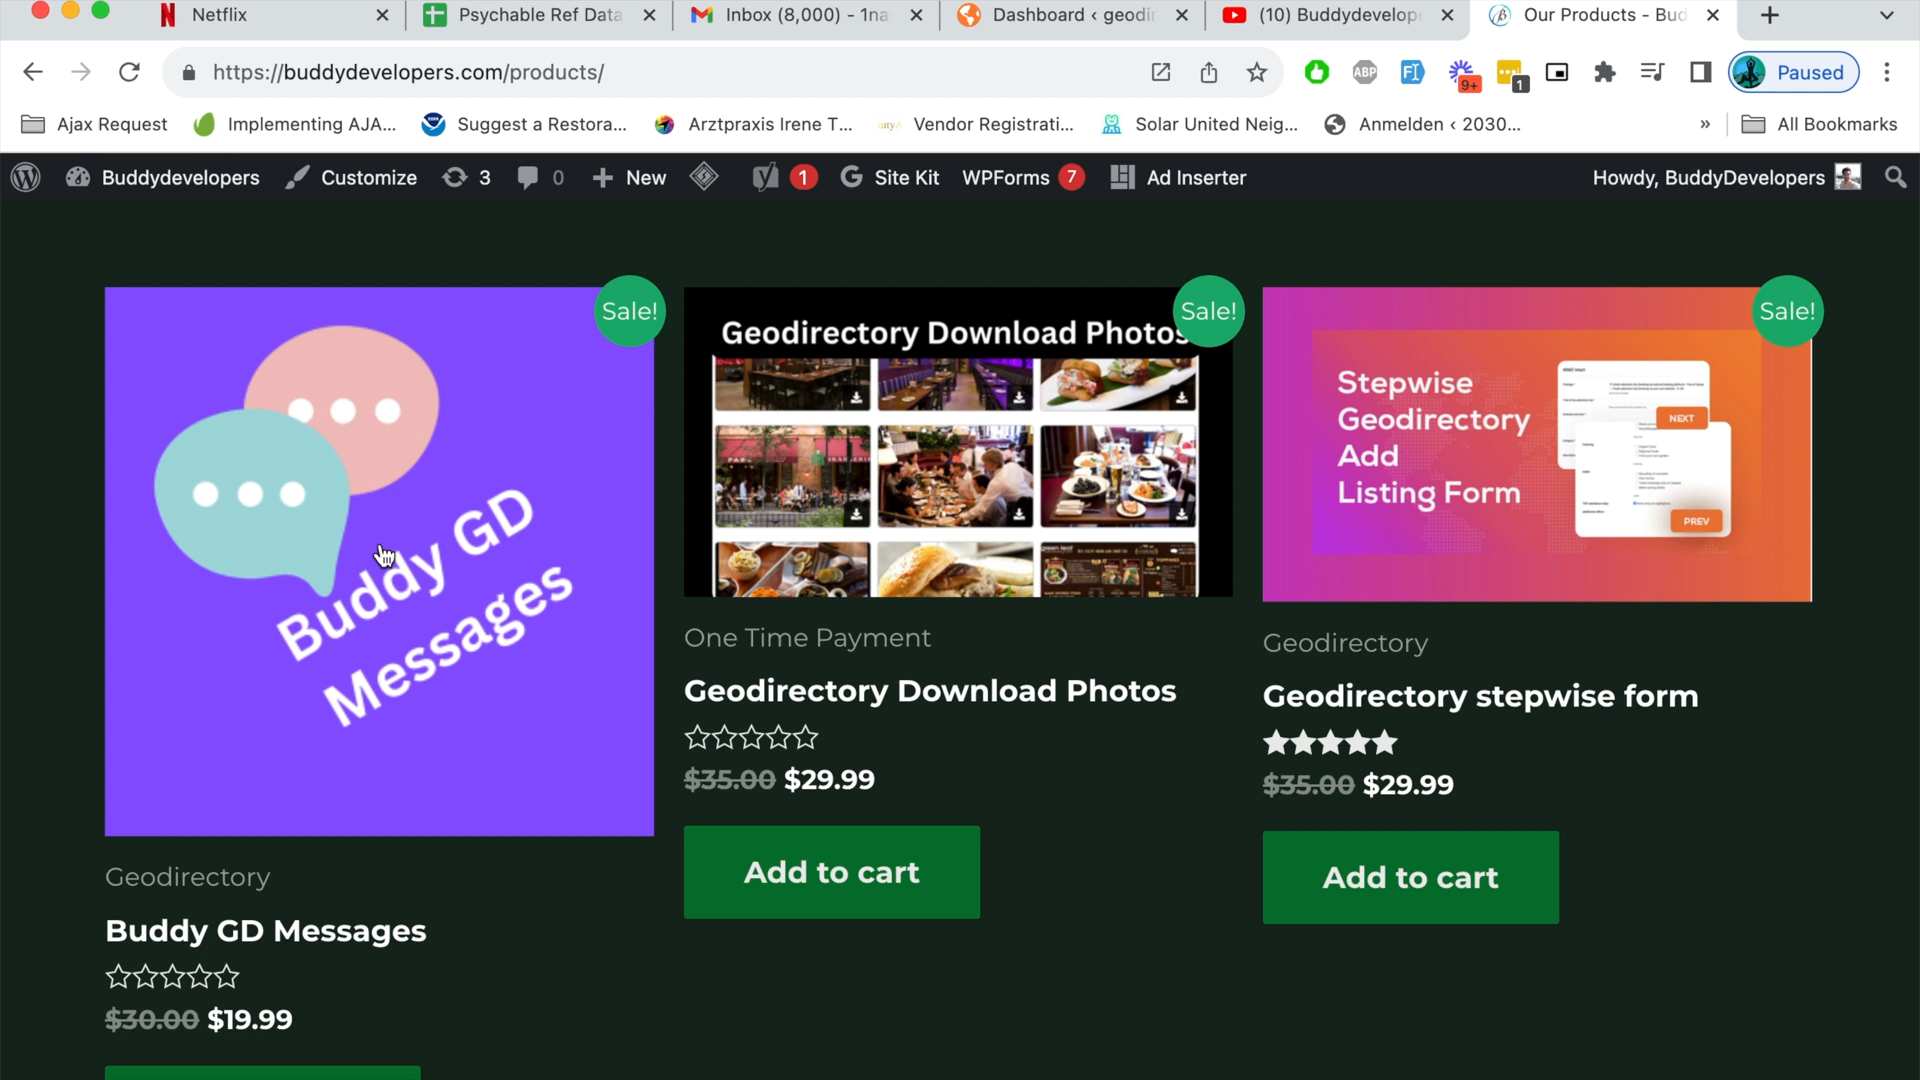 Netflix
Psychable Ref Data
Inbox (8,000) - 1na
Dashboard ‹ geodir
(10) Buddydevelope
Our Products - Bud
https://buddydevelopers.com/products/
ABP
9+
1
Paused
Ajax Request
Implementing AJA...
Suggest a Restora...
Arztpraxis Irene T...
Vendor Registrati...
Solar United Neig...
Anmelden ‹ 2030...
»
All Bookmarks
Buddydevelopers
Customize
3
0
New
1
Site Kit
WPForms
7
Ad Inserter
Howdy, BuddyDevelopers
Sale!
Buddy GD
Messages
Geodirectory
Buddy GD Messages
$30.00 $19.99
Sale!
Geodirectory Download Photos
One Time Payment
Geodirectory Download Photos
$35.00 $29.99
Add to cart
Sale!
Stepwise
Geodirectory
Add
Listing Form
NEXT
PREV
Geodirectory
Geodirectory stepwise form
$35.00 $29.99
Add to cart